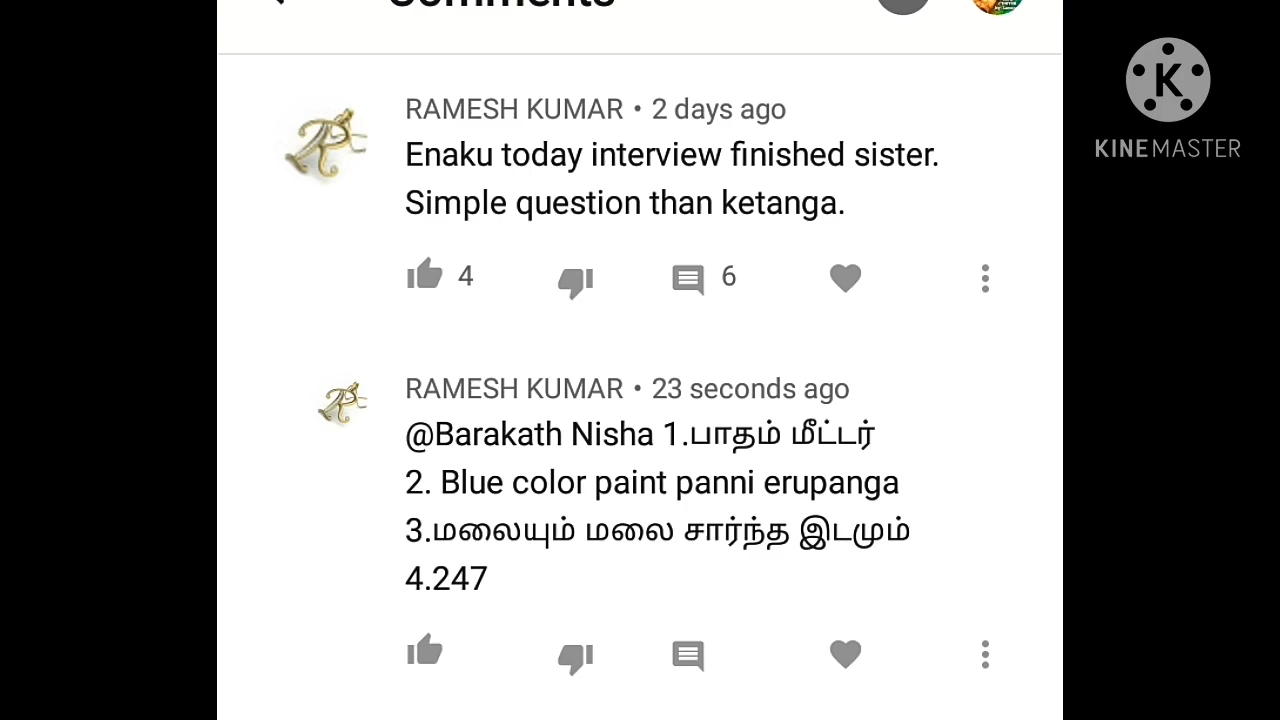 Comments
KINEMASTER
RAMESH KUMAR • 2 days ago
Enaku today interview finished sister.
Simple question than ketanga.
4 6
RAMESH KUMAR • 23 seconds ago
@Barakath Nisha 1.பாதம் மீட்டர்
2. Blue color paint panni erupanga
3.மலையும் மலை சார்ந்த இடமும்
4.247